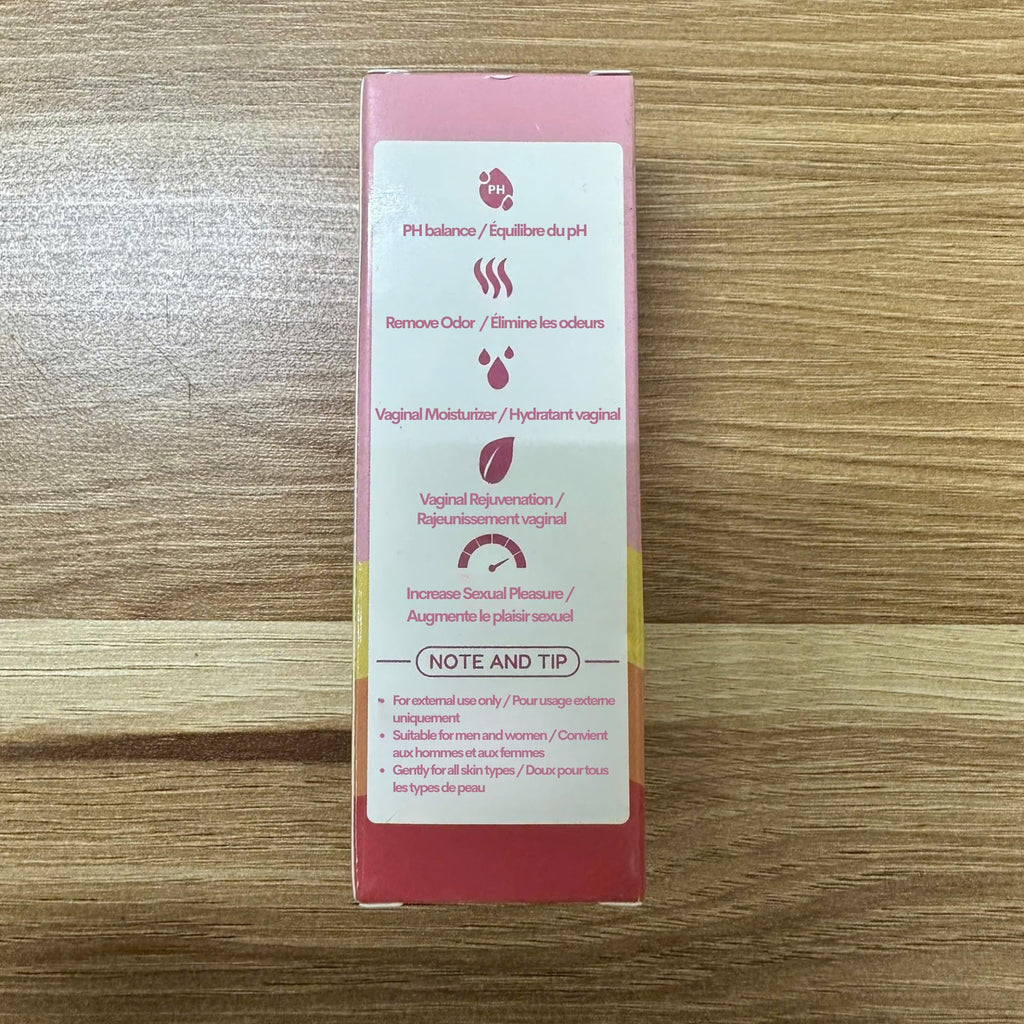 PH
PH balance / Équilibre du pH
Remove Odor / Élimine les odeurs
Vaginal Moisturizer / Hydratant vaginal
Vaginal Rejuvenation /
Rajeunissement vaginal
Increase Sexual Pleasure /
Augmente le plaisir sexuel
NOTE AND TIP
• For external use only / Pour usage externe
uniquement
• Suitable for men and women / Convient
aux hommes et aux femmes
• Gently for all skin types / Doux pour tous
les types de peau